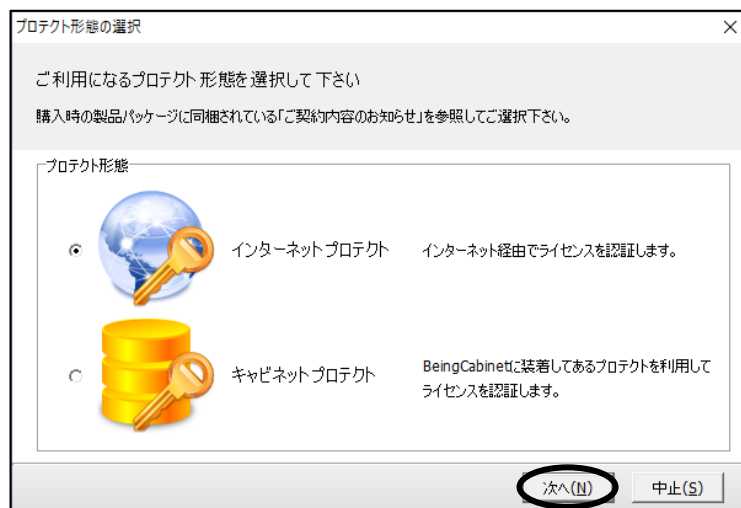 プロテクト形態の選択
ご利用になるプロテクト形態を選択して下さい
購入時の製品パッケージに同梱されている「ご契約内容のお知らせ」を参照してご選択下さい。
プロテクト形態
インターネットプロテクト
インターネット経由でライセンスを認証します。
キャビネットプロテクト
BeingCabinetに装着してあるプロテクトを利用して
ライセンスを認証します。
次へ(N)
中止(S)